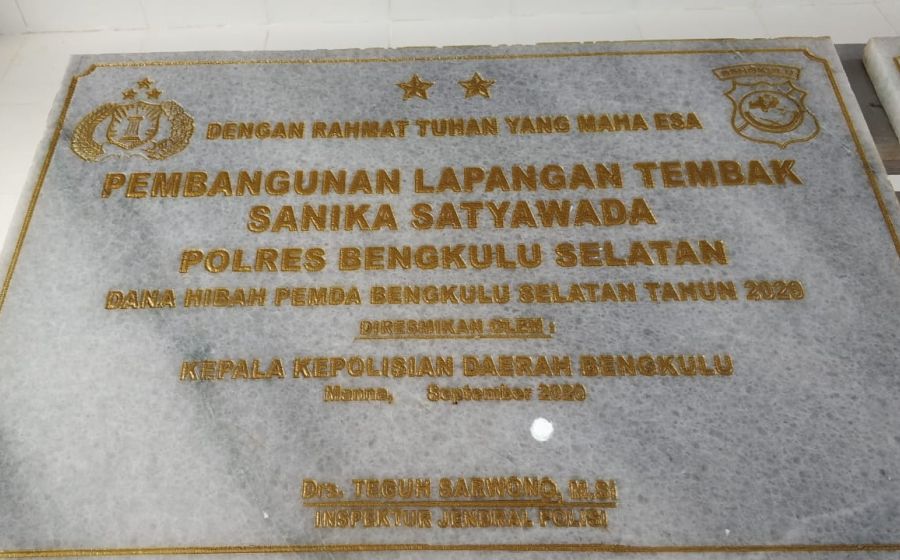 BENGKULU
DENGAN RAHMAT TUHAN YANG MAHA ESA
PEMBANGUNAN LAPANGAN TEMBAK
SANIKA SATYAWADA
POLRES BENGKULU SELATAN
DANA HIBAH PEMDA BENGKULU SELATAN TAHUN 2020
DIRESMIKAN OLEH :
KEPALA KEPOLISIAN DAERAH BENGKULU
Manna, September 2020
Drs. TEGUH SARWONO, M.Si
INSPEKTUR JENDRAL POLISI